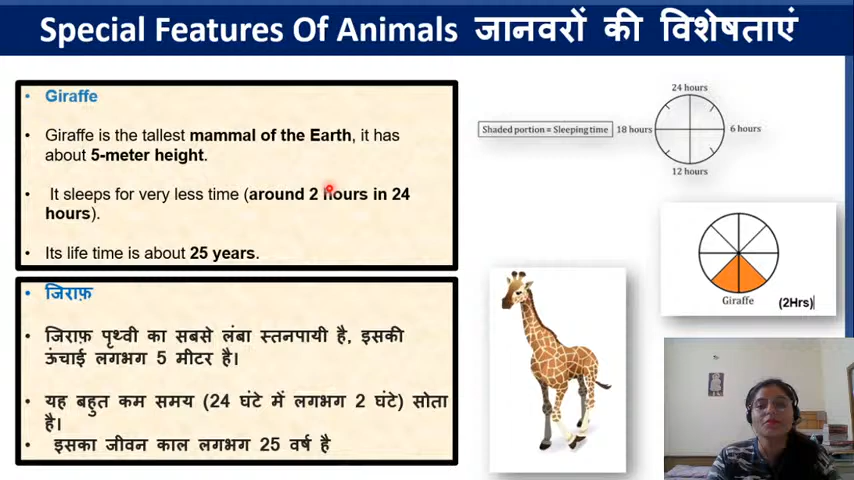 Special Features Of Animals जानवरों की विशेषताएं
• Giraffe
• Giraffe is the tallest mammal of the Earth, it has
about 5-meter height.
• It sleeps for very less time (around 2 hours in 24
hours).
• Its life time is about 25 years.
• जिराफ़
• जिराफ़ पृथ्वी का सबसे लंबा स्तनपायी है, इसकी
ऊंचाई लगभग 5 मीटर है।
• यह बहुत कम समय (24 घंटे में लगभग 2 घंटे) सोता
है।
• इसका जीवन काल लगभग 25 वर्ष है
24 hours
Shaded portion = Sleeping time
18 hours
6 hours
12 hours
Giraffe
(2Hrs)